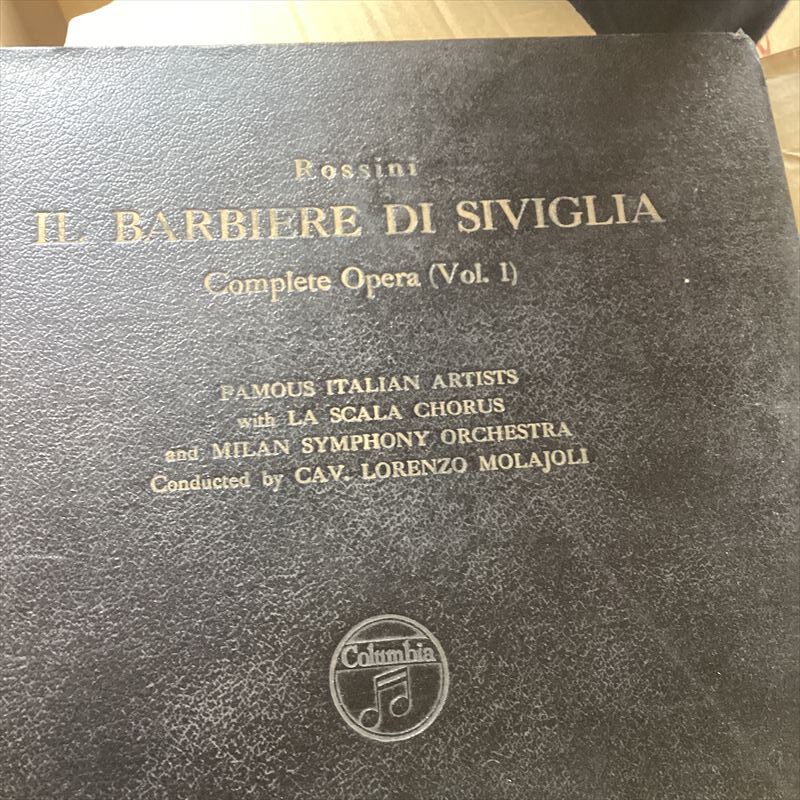 Rossini
IL BARBIERE DI SIVIGLIA
Complete Opera (Vol. I)
FAMOUS ITALIAN ARTISTS
with LA SCALA CHORUS
and MILAN SYMPHONY ORCHESTRA
Conducted by CAV. LORENZO MOLAJOLI
Columbia